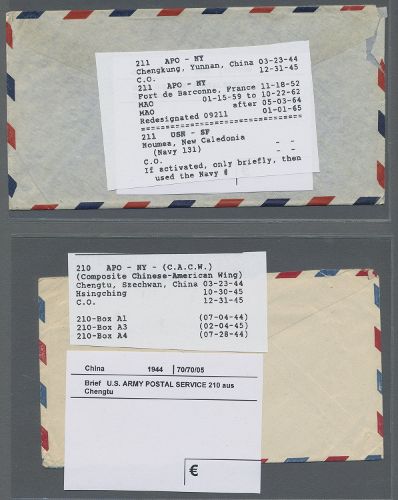 211 APO - NY
Chengkung, Yunnan, China 03-23-44
C.O. 12-31-45
211 APO - NY
Fort de Barconne, France 11-18-52
MAO 01-15-59 to 10-22-62
MAO after 05-03-64
Redesignated 09211 01-01-65
================================
211 USN - SF
Noumea, New Caledonia - -
(Navy 131)
C.O. - -
If activated, only briefly, then
used the Navy #
210 APO - NY - (C.A.C.W.)
(Composite Chinese-American Wing)
Chengtu, Szechwan, China 03-23-44
Hsingching 10-30-45
C.O. 12-31-45
210-Box A1 (07-04-44)
210-Box A3 (02-04-45)
210-Box A4 (07-28-44)
China 1944 70/70/05
Brief U.S. ARMY POSTAL SERVICE 210 aus
Chengtu
€